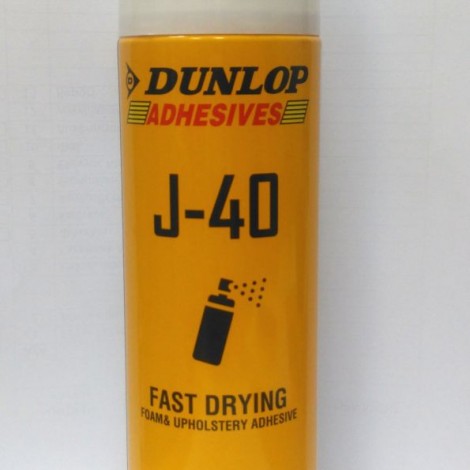 DUNLOP
ADHESIVES
J-40
FAST DRYING
FOAM& UPHOLSTERY ADHESIVE